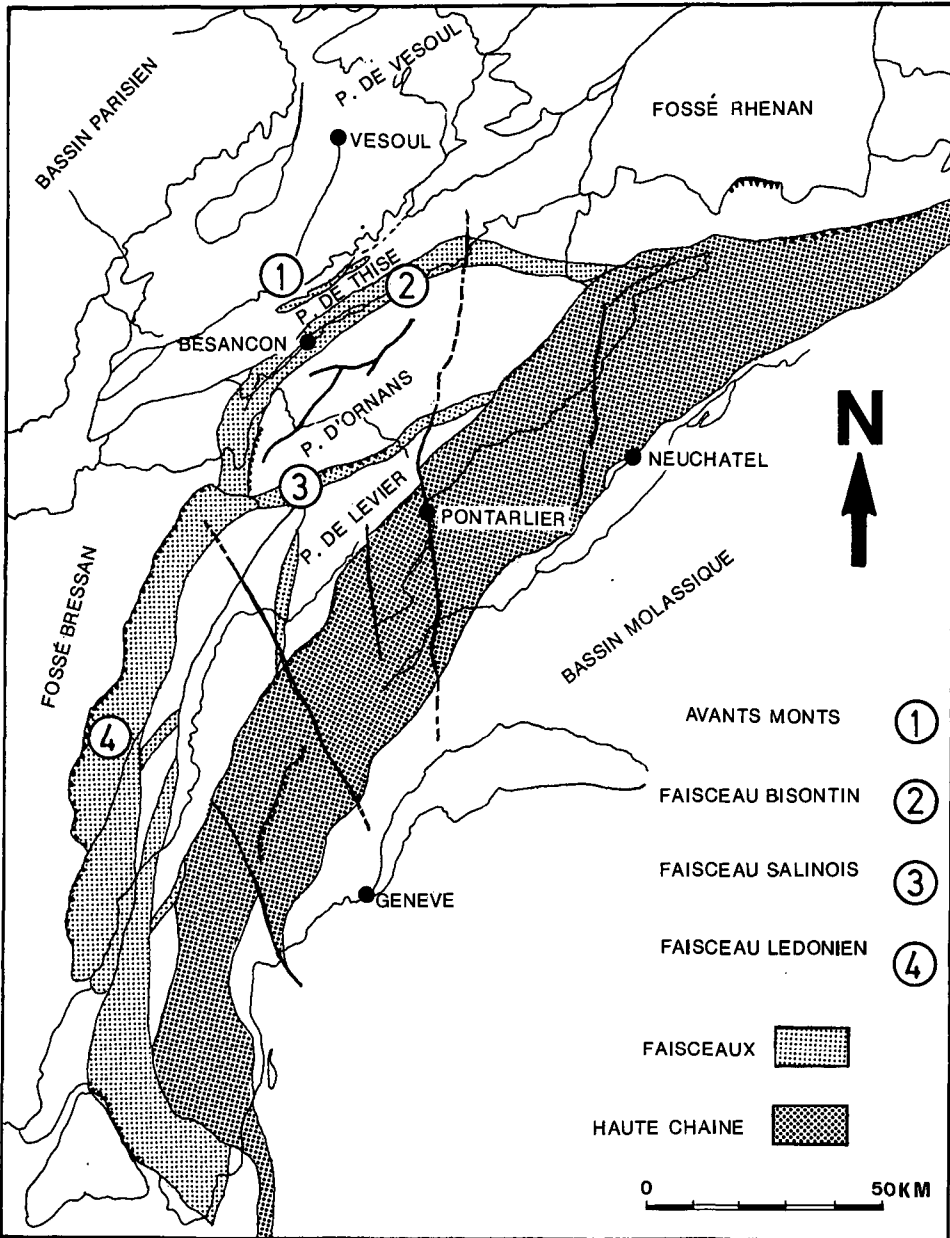 BASSIN PARISIEN
P. DE VESOUL
VESOUL
FOSSÉ RHENAN
1
P. DE THISE
2
BESANCON
P. D'ORNANS
3
P. DE LEVIER
N
NEUCHATEL
PONTARLIER
FOSSÉ BRESSAN
BASSIN MOLASSIQUE
4
GENEVE
AVANTS MONTS 1
FAISCEAU BISONTIN 2
FAISCEAU SALINOIS 3
FAISCEAU LEDONIEN 4
FAISCEAUX
HAUTE CHAINE
0 50 KM